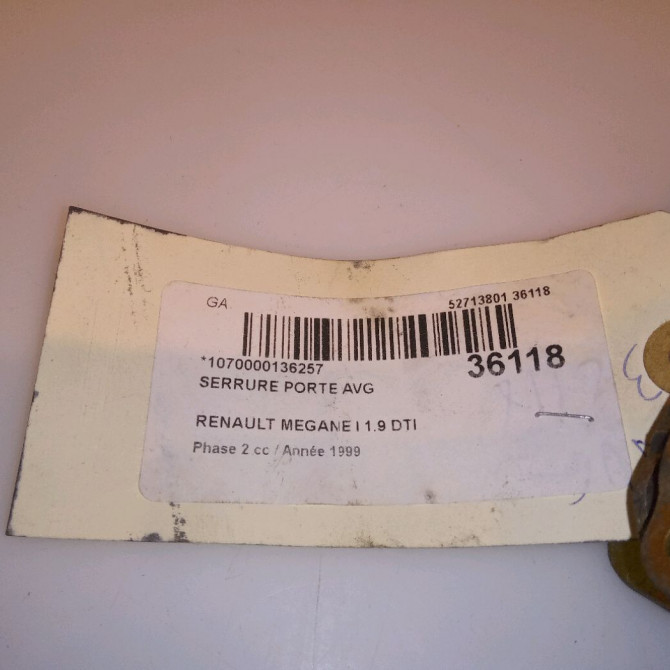 GA
52713801 36118
*1070000136257
36118
SERRURE PORTE AVG
RENAULT MEGANE I 1.9 DTI
Phase 2 cc / Année 1999